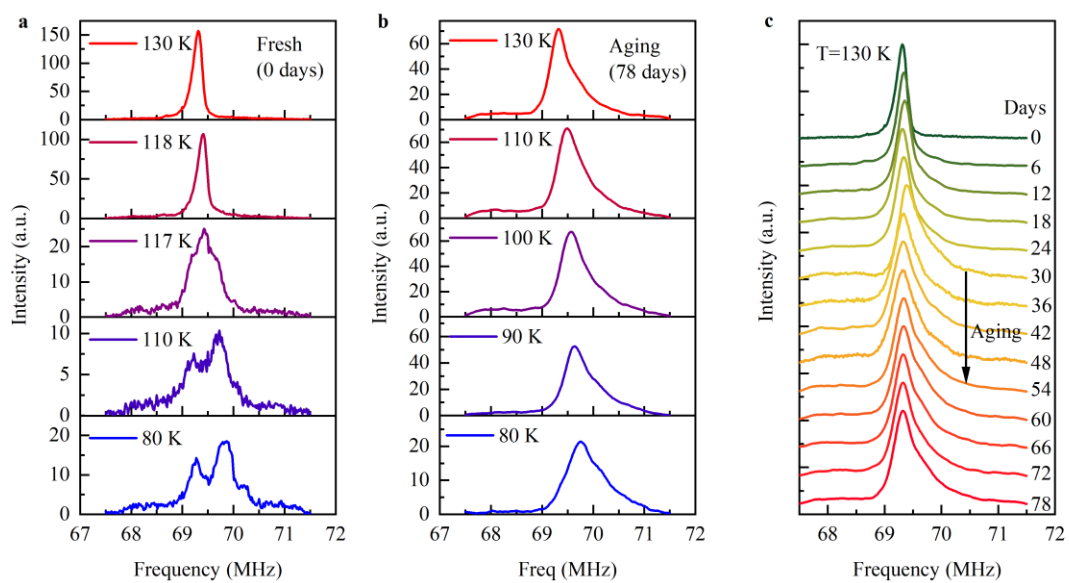 a
Intensity (a.u.)
130 K
Fresh
(0 days)
150
100
50
0
118 K
100
50
0
117 K
20
10
0
110 K
10
5
0
80 K
20
10
0
67 68 69 70 71 72
Frequency (MHz)
b
Intensity (a.u.)
130 K
Aging
(78 days)
60
40
20
0
110 K
60
40
20
0
100 K
60
40
20
0
90 K
60
40
20
0
80 K
20
10
0
67 68 69 70 71 72
Freq (MHz)
c
Intensity (a.u.)
T=130 K
Days
0
6
12
18
24
30
36
42
48
54
60
66
72
78
Aging
68 69 70 71 72
Frequency (MHz)